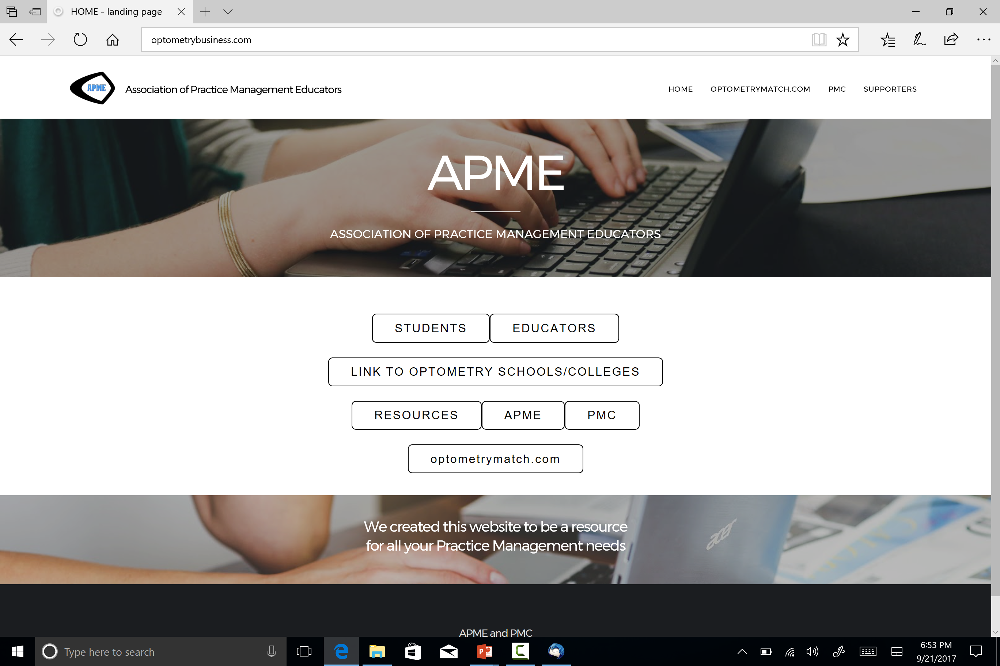 HOME - landing page
optometrybusiness.com
APME
Association of Practice Management Educators
HOME OPTOMETRYMATCH.COM PMC SUPPORTERS
APME
ASSOCIATION OF PRACTICE MANAGEMENT EDUCATORS
STUDENTS EDUCATORS
LINK TO OPTOMETRY SCHOOLS/COLLEGES
RESOURCES APME PMC
optometrymatch.com
We created this website to be a resource
for all your Practice Management needs
acer
APME and PMC
Type here to search
6:53 PM
9/21/2017